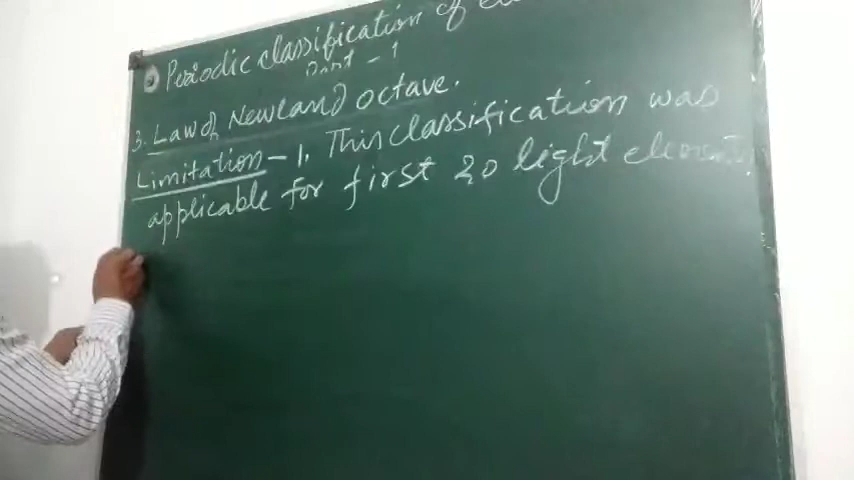 Periodic classification of
Part - 1
3. Law of Newland octave.
Limitation - 1. This classification was
applicable for first 20 light elements.